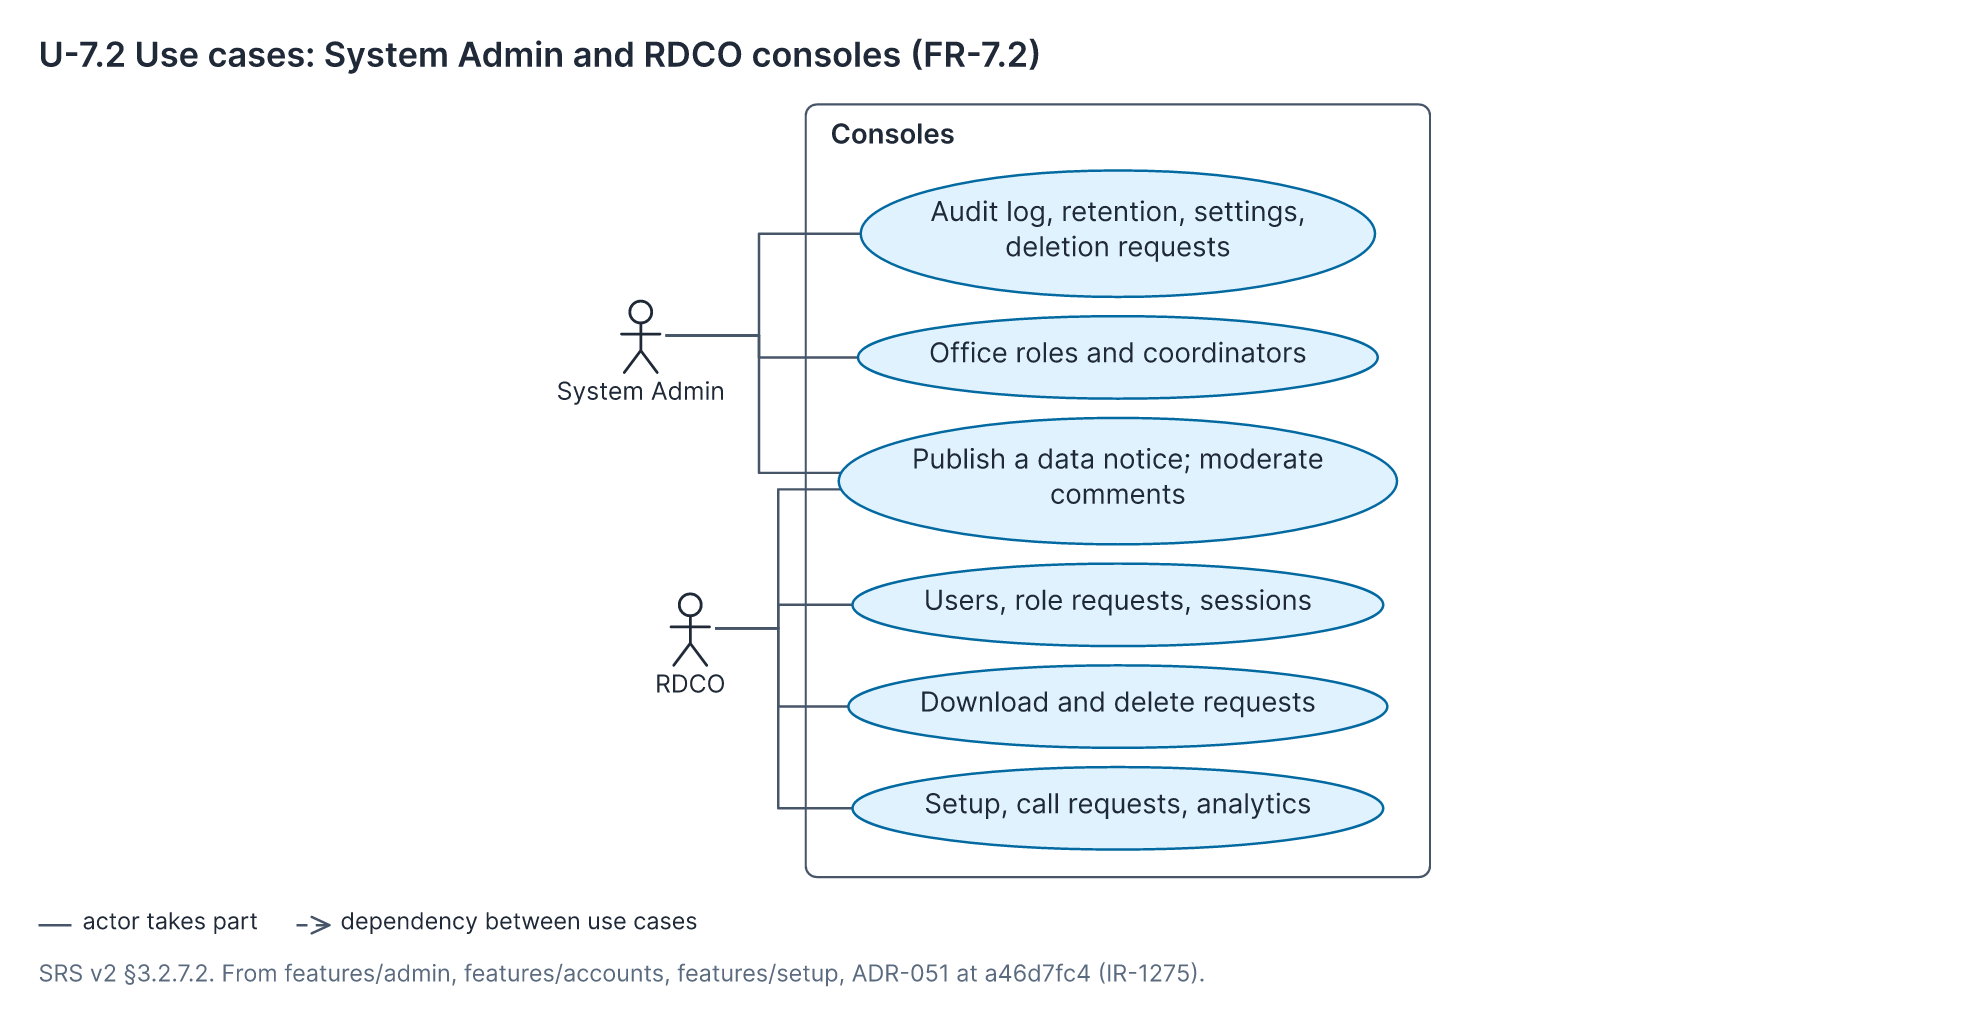 U-7.2 Use cases: System Admin and RDCO consoles (FR-7.2)
Consoles
Audit log, retention, settings,
deletion requests
Office roles and coordinators
System Admin
Publish a data notice; moderate
comments
Users, role requests, sessions
RDCO
Download and delete requests
Setup, call requests, analytics
actor takes part
dependency between use cases
SRS v2 §3.2.7.2. From features/admin, features/accounts, features/setup, ADR-051 at a46d7fc4 (IR-1275).